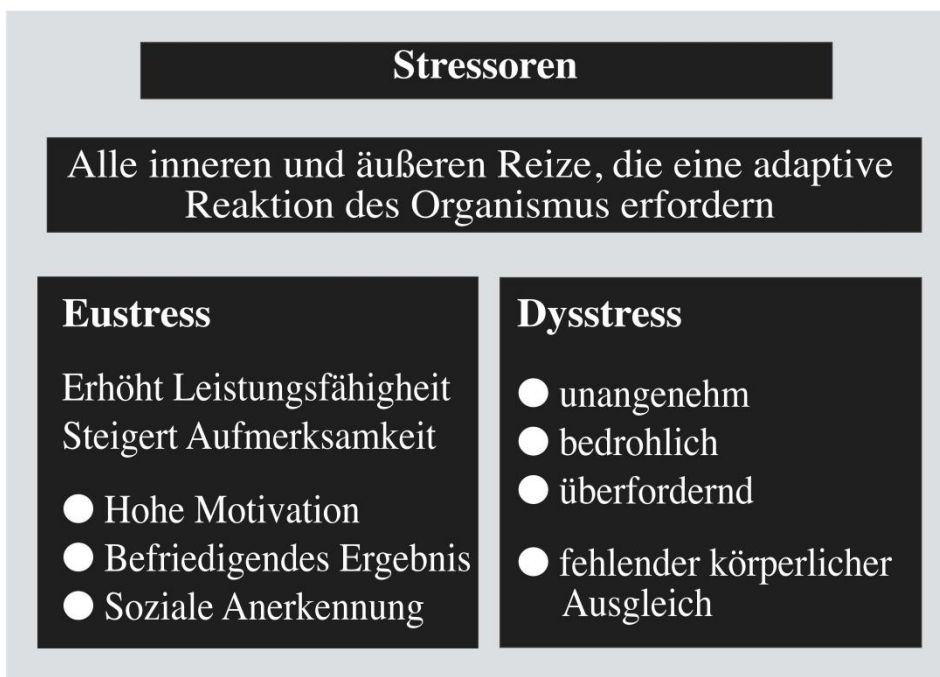 Stressoren
Alle inneren und äußeren Reize, die eine adaptive
Reaktion des Organismus erfordern
Eustress
Erhöht Leistungsfähigheit
Steigert Aufmerksamkeit
● Hohe Motivation
● Befriedigendes Ergebnis
● Soziale Anerkennung
Dysstress
● unangenehm
● bedrohlich
● überfordernd
● fehlender körperlicher
Ausgleich